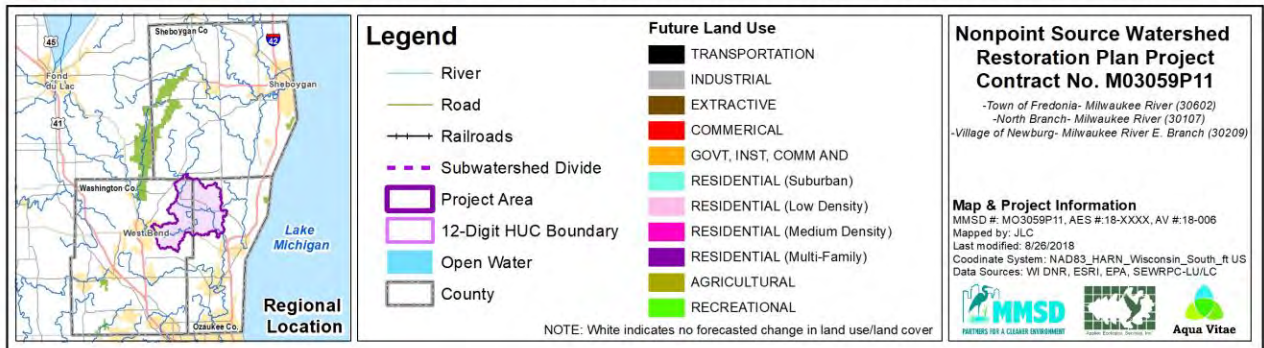 Sheboygan Co
45
42
Fond
du Lac
Sheboygan
41
Washington Co.
West Bend
Lake
Michigan
Regional
Location
Ozaukee Co.
Legend
River
Road
Railroads
Subwatershed Divide
Project Area
12-Digit HUC Boundary
Open Water
County
Future Land Use
TRANSPORTATION
INDUSTRIAL
EXTRACTIVE
COMMERICAL
GOVT, INST, COMM AND
RESIDENTIAL (Suburban)
RESIDENTIAL (Low Density)
RESIDENTIAL (Medium Density)
RESIDENTIAL (Multi-Family)
AGRICULTURAL
RECREATIONAL
NOTE: White indicates no forecasted change in land use/land cover
Nonpoint Source Watershed
Restoration Plan Project
Contract No. M03059P11
-Town of Fredonia- Milwaukee River (30602)
-North Branch- Milwaukee River (30107)
-Village of Newburg- Milwaukee River E. Branch (30209)
Map & Project Information
MMSD #: MO3059P11, AES #:18-XXXX, AV #:18-006
Mapped by: JLC
Last modified: 8/26/2018
Coodinate System: NAD83_HARN_Wisconsin_South_ft US
Data Sources: WI DNR, ESRI, EPA, SEWRPC-LU/LC
MMSD
PARTNERS FOR A CLEANER ENVIRONMENT
Applied Ecological Services, Inc.
Aqua Vitae